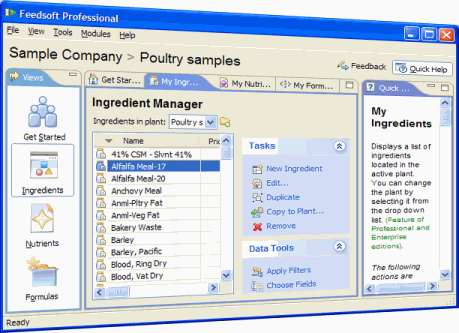 Feedsoft Professional
File View Tools Modules Help
Sample Company > Poultry samples
Feedback
Quick Help
Views
Get Star...
My Ingr...
My Nutri...
My Form...
Quick ...
Get Started
Ingredients
Nutrients
Formulas
Ingredient Manager
Ingredients in plant: Poultry s
Name
41% CSM - Slvnt 41%
Alfalfa Meal-17
Alfalfa Meal-20
Anchovy Meal
Anml-Pltry Fat
Anml-Veg Fat
Bakery Waste
Barley
Barley, Pacific
Blood, Ring Dry
Blood, Vat Dry
Tasks
New Ingredient
Edit...
Duplicate
Copy to Plant...
Remove
Data Tools
Apply Filters
Choose Fields
My
Ingredients
Displays a list of
ingredients
located in the
active plant.
You can change
the plant by
selecting it from
the drop down
list. (Feature of
Professional and
Enterprise
editions).
The following
actions are
Ready